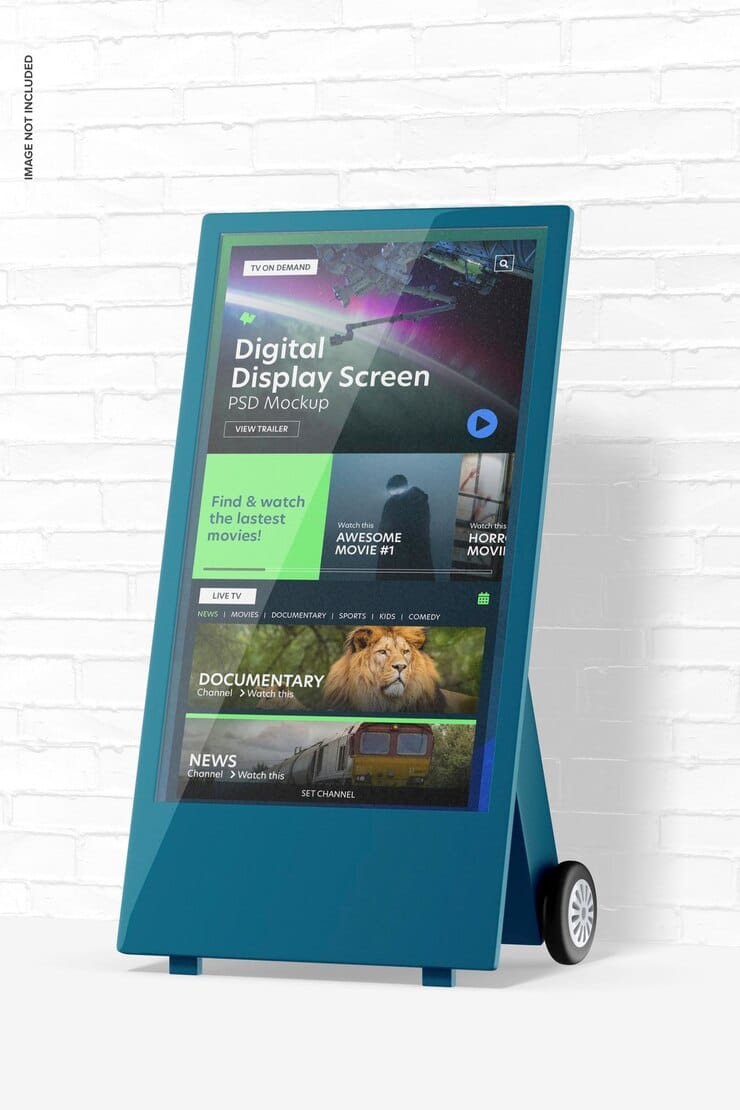 IMAGE NOT INCLUDED
TV ON DEMAND
Digital
Display Screen
PSD Mockup
VIEW TRAILER
Find & watch
the lastest
movies!
Watch this
AWESOME
MOVIE #1
Watch this
HORR
MOVI
LIVE TV
NEWS | MOVIES | DOCUMENTARY | SPORTS | KIDS | COMEDY
DOCUMENTARY
Channel > Watch this
NEWS
Channel > Watch this
SET CHANNEL